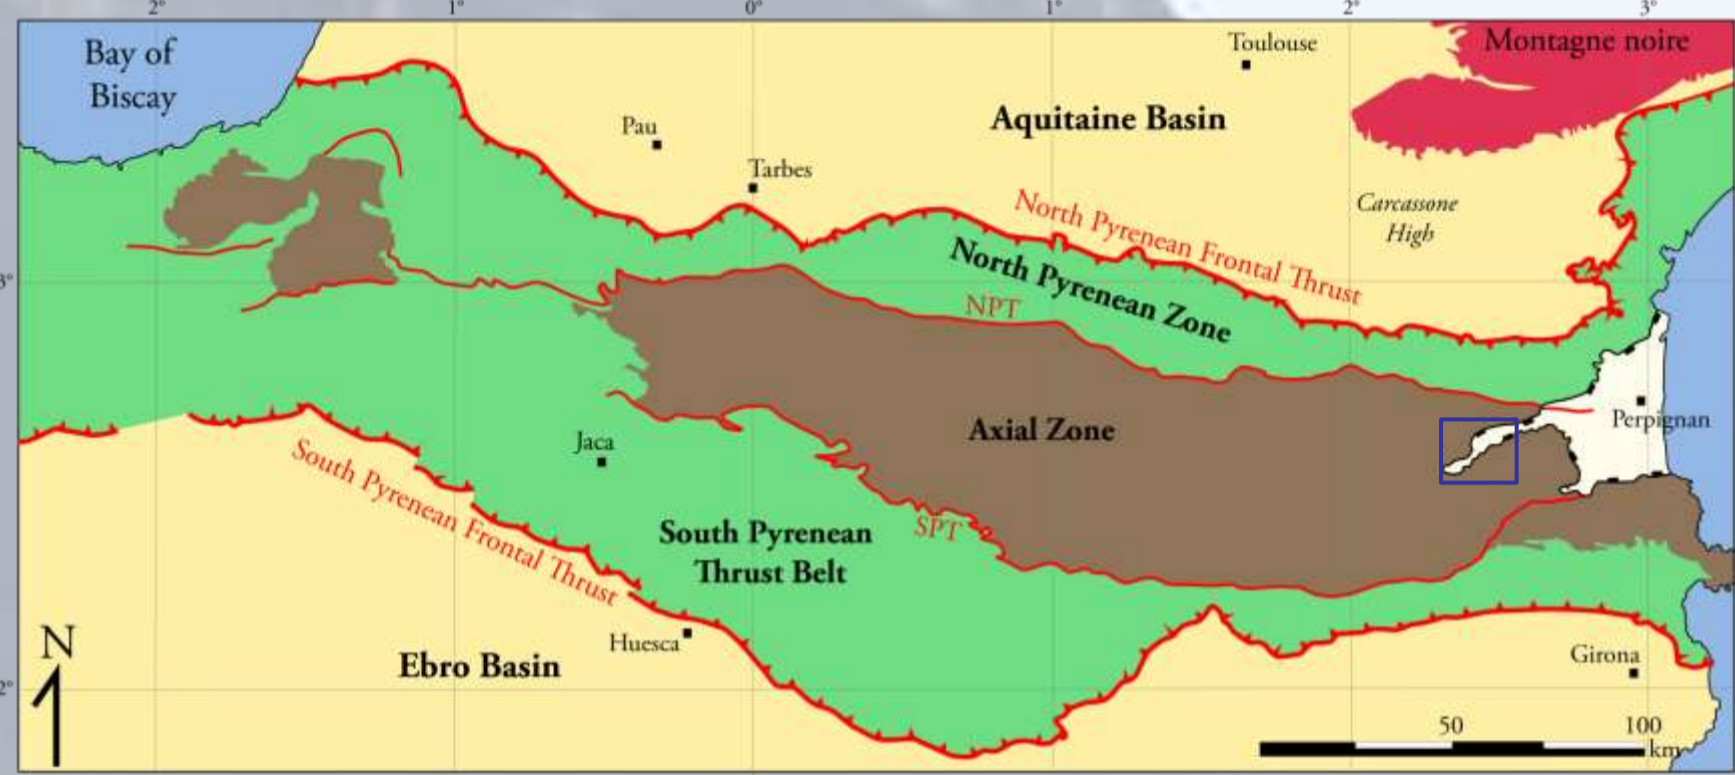 2° 1° 0° 1° 2° 3°
Bay of
Biscay
Toulouse
Montagne noire
Pau
Aquitaine Basin
Tarbes
Carcassone
High
North Pyrenean Frontal Thrust
North Pyrenean Zone
3°
NPT
Perpignan
Axial Zone
Jaca
South Pyrenean Frontal Thrust
SPT
South Pyrenean
Thrust Belt
N
Huesca
Ebro Basin
Girona
2°
50 100
km